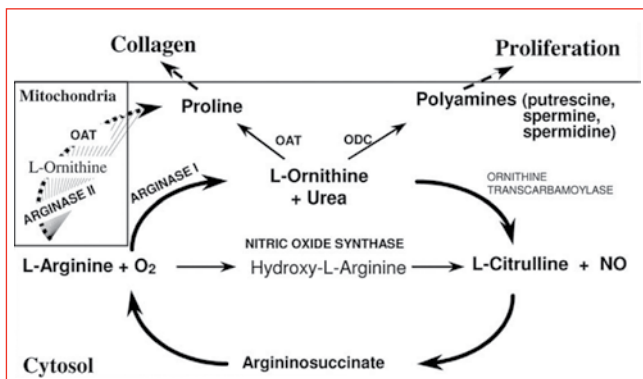 Collagen
Proliferation
Mitochondria
Proline
Polyamines (putrescine,
spermine,
spermidine)
OAT
L-Ornithine
ARGINASE II
ARGINASE I
OAT
ODC
L-Ornithine
+ Urea
ORNITHINE
TRANSCARBAMOYLASE
NITRIC OXIDE SYNTHASE
L-Arginine + O₂
Hydroxy-L-Arginine
L-Citrulline + NO
Argininosuccinate
Cytosol